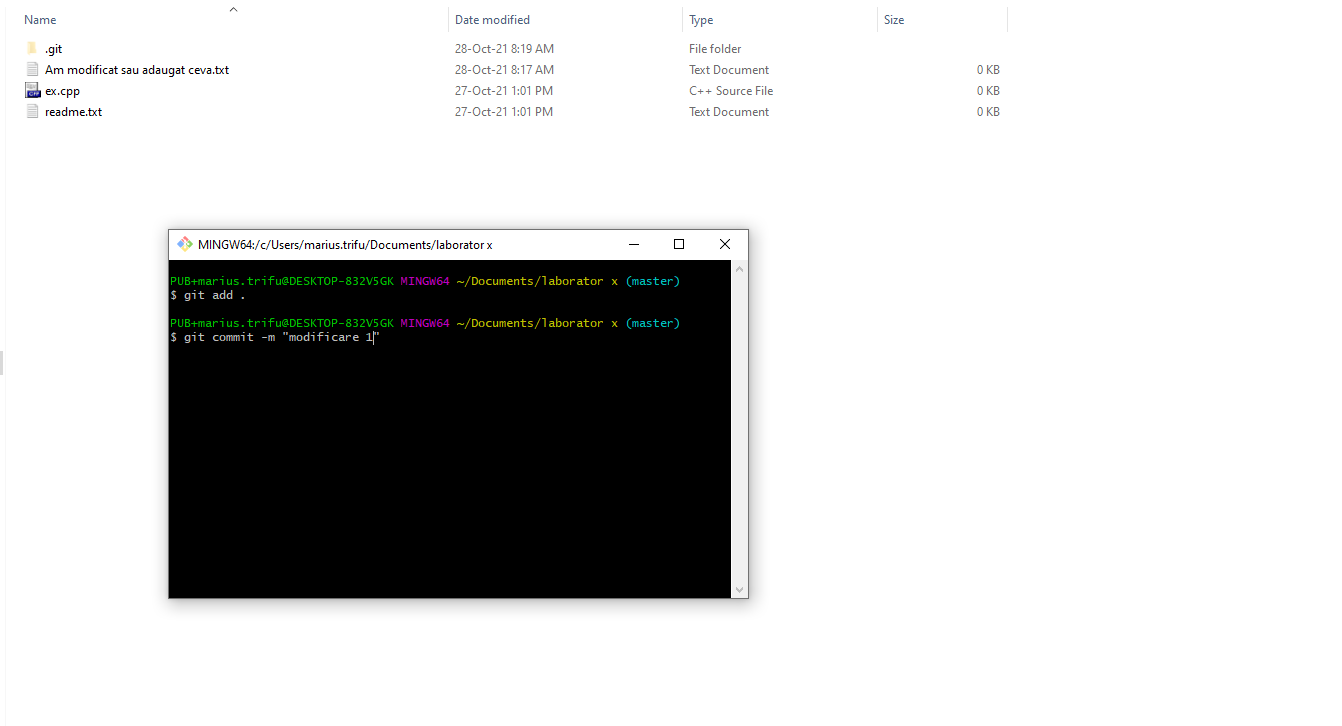 Name Date modified Type Size
.git 28-Oct-21 8:19 AM File folder
Am modificat sau adaugat ceva.txt 28-Oct-21 8:17 AM Text Document 0 KB
ex.cpp 27-Oct-21 1:01 PM C++ Source File 0 KB
readme.txt 27-Oct-21 1:01 PM Text Document 0 KB
MINGW64:/c/Users/marius.trifu/Documents/laborator x
PUB+marius.trifu@DESKTOP-832V5GK MINGW64 ~/Documents/laborator x (master)
$ git add .
PUB+marius.trifu@DESKTOP-832V5GK MINGW64 ~/Documents/laborator x (master)
$ git commit -m "modificare 1"